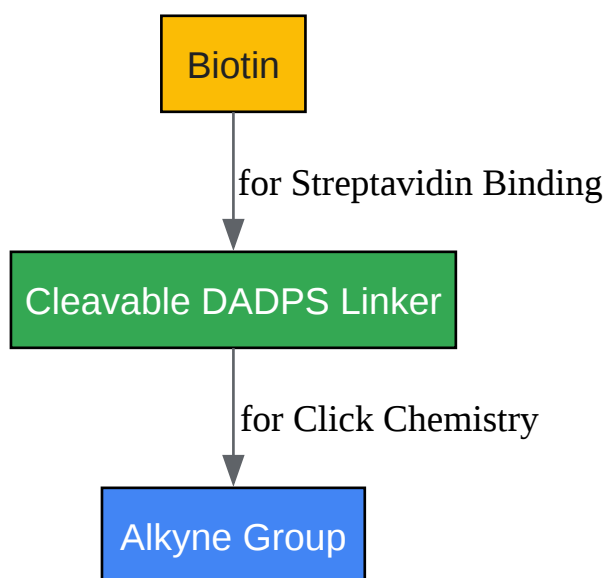 Biotin
for Streptavidin Binding
Cleavable DADPS Linker
for Click Chemistry
Alkyne Group